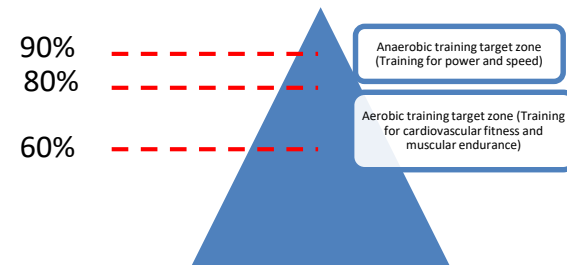 90%
80%
60%
Anaerobic training target zone
(Training for power and speed)
Aerobic training target zone (Training
for cardiovascular fitness and
muscular endurance)